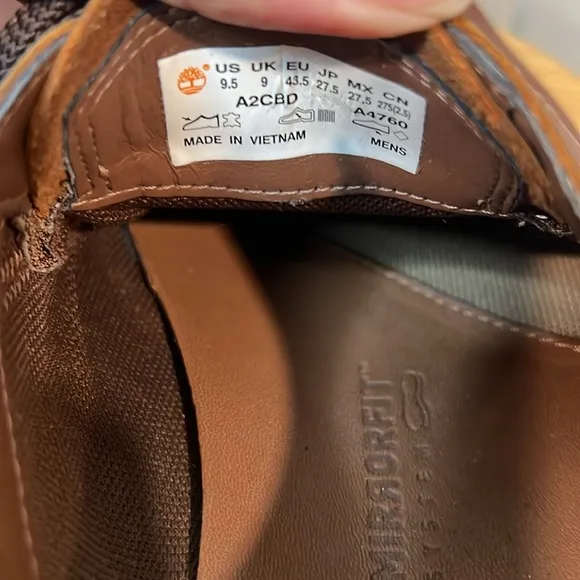 US UK EU JP MX CN
9.5 9 43.5 27.5 27.5 275(2.5)
A2CBD
A4760
MADE IN VIETNAM MENS
MIRRORFIT
SYSTEM